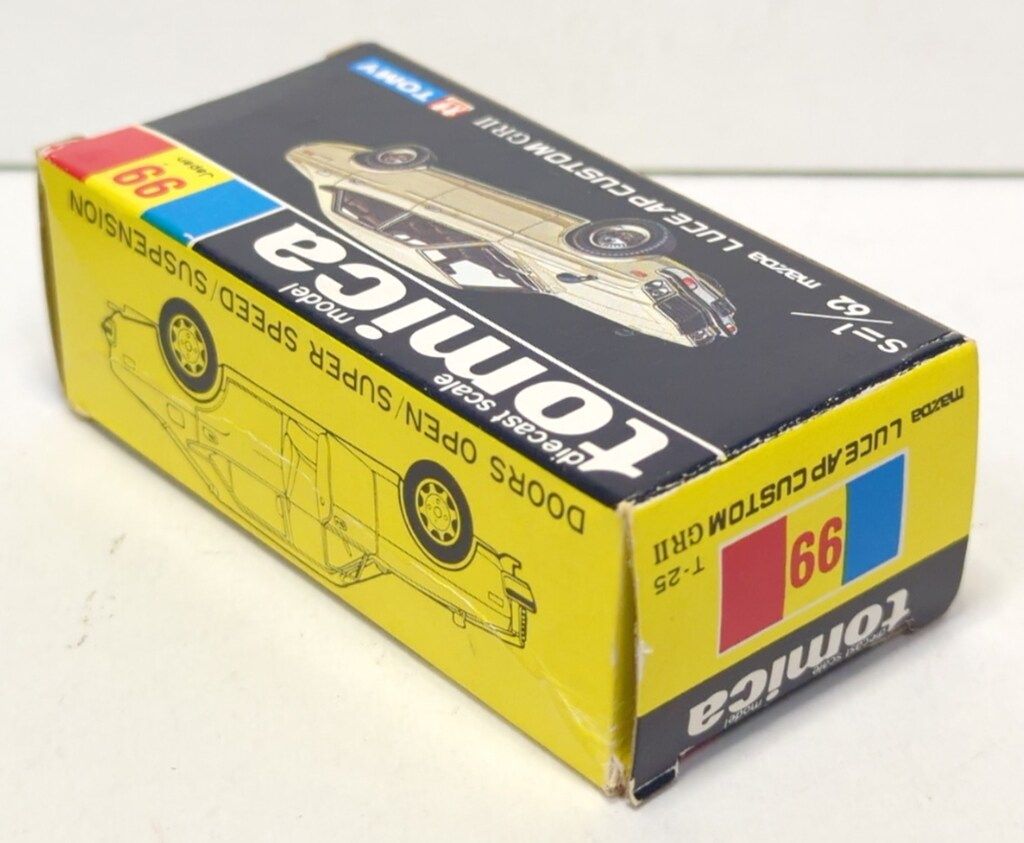 TOMY
mazda LUCE AP CUSTOM GRII
S=1/62
66
Japan
tomica
diecast scale model
DOORS OPEN/SUPER SPEED/SUSPENSION
mazda LUCE AP CUSTOM GRII
T-25
66
tomica
diecast scale model